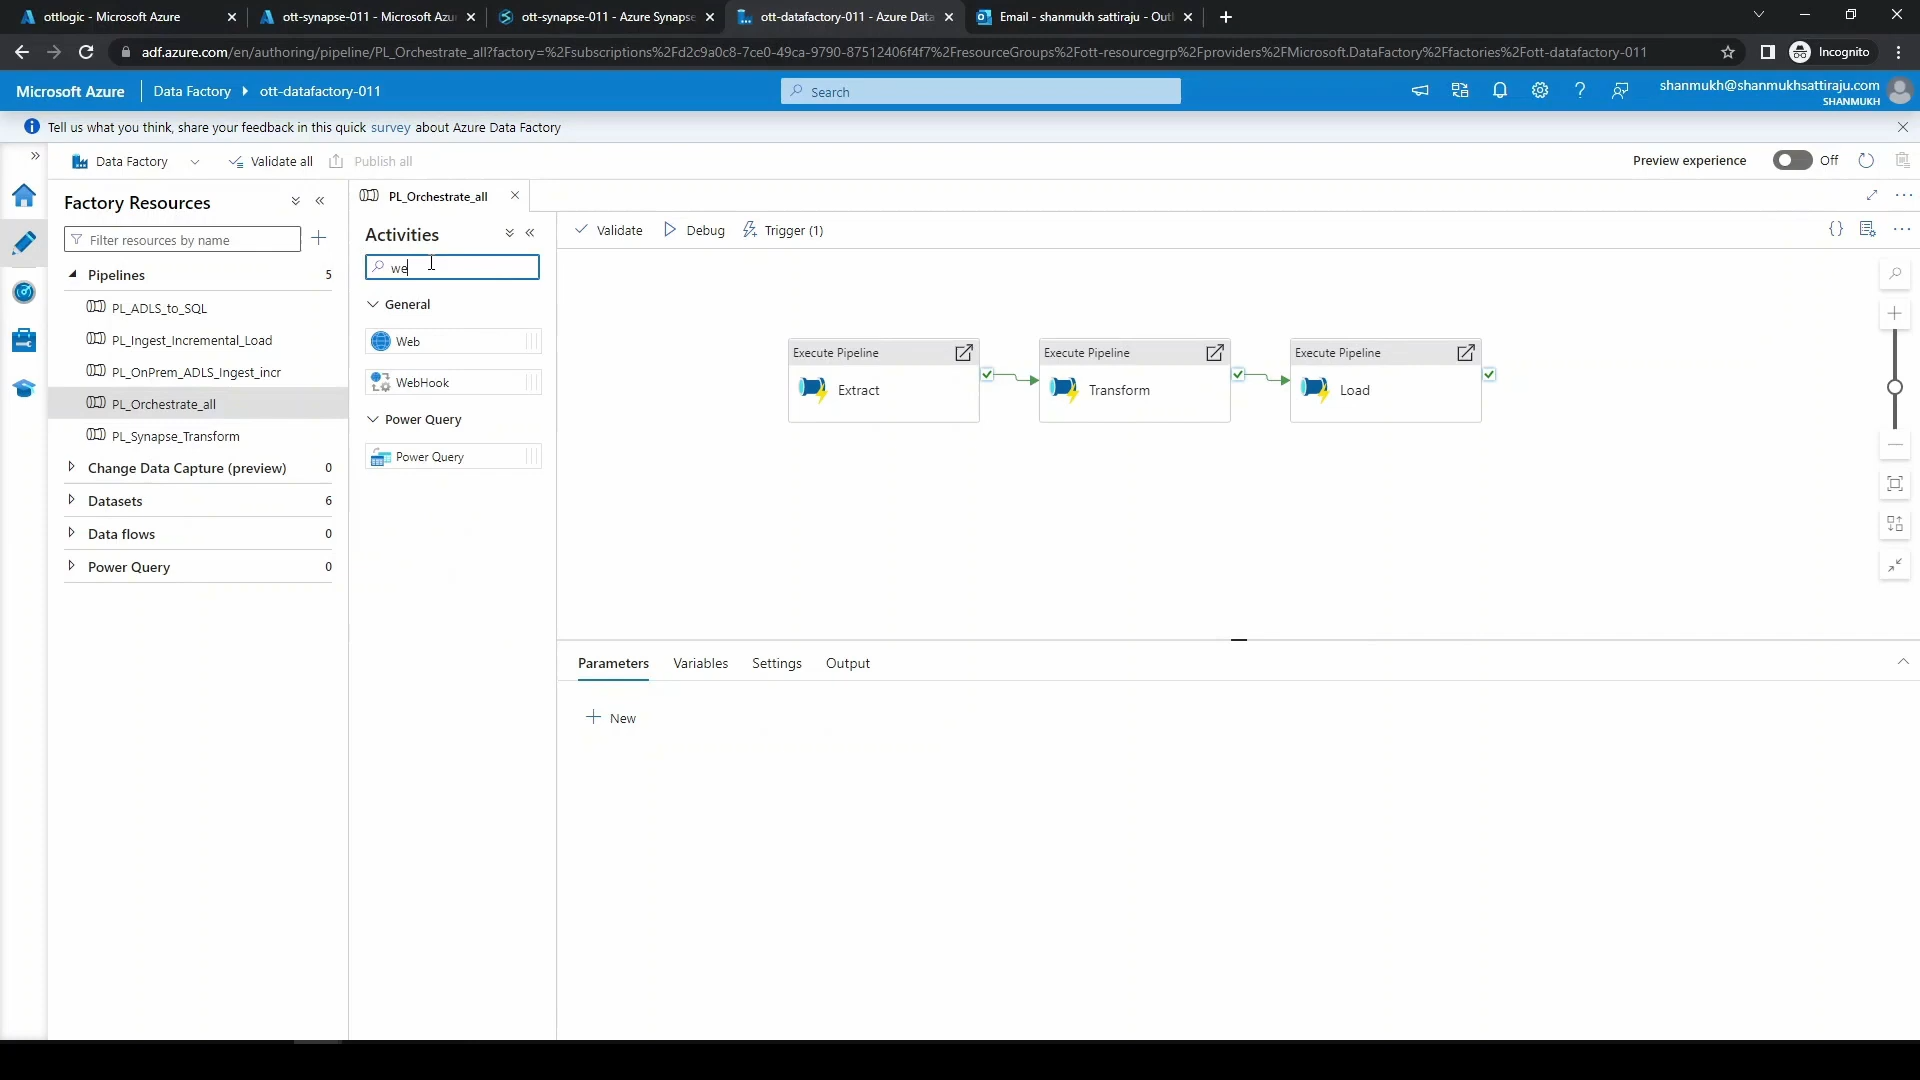 ottlogic - Microsoft Azure
ott-synapse-011 - Microsoft Azu
ott-synapse-011 - Azure Synapse
ott-datafactory-011 - Azure Data
Email - shanmukh sattiraju - Outl
adf.azure.com/en/authoring/pipeline/PL_Orchestrate_all?factory=%2Fsubscriptions%2Fd2c9a0c8-7ce0-49ca-9790-87512406f4f7%2FresourceGroups%2Fott-resourcegrp%2Fproviders%2FMicrosoft.DataFactory%2Ffactories%2Fott-datafactory-011
Incognito
Microsoft Azure
Data Factory
ott-datafactory-011
Search
shanmukh@shanmukhsattiraju.com
SHANMUKH
Tell us what you think, share your feedback in this quick survey about Azure Data Factory
Data Factory
Validate all
Publish all
Preview experience
Off
Factory Resources
Filter resources by name
Pipelines 5
PL_ADLS_to_SQL
PL_Ingest_Incremental_Load
PL_OnPrem_ADLS_Ingest_incr
PL_Orchestrate_all
PL_Synapse_Transform
Change Data Capture (preview) 0
Datasets 6
Data flows 0
Power Query 0
PL_Orchestrate_all
Activities
we
General
Web
WebHook
Power Query
Power Query
Validate
Debug
Trigger (1)
Execute Pipeline
Extract
Execute Pipeline
Transform
Execute Pipeline
Load
Parameters
Variables
Settings
Output
New